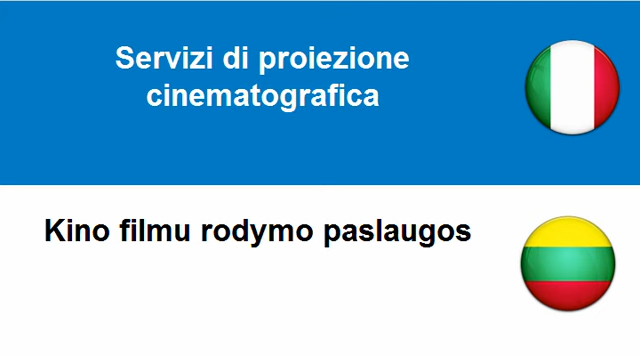 Servizi di proiezione
cinematografica
Kino filmu rodymo paslaugos